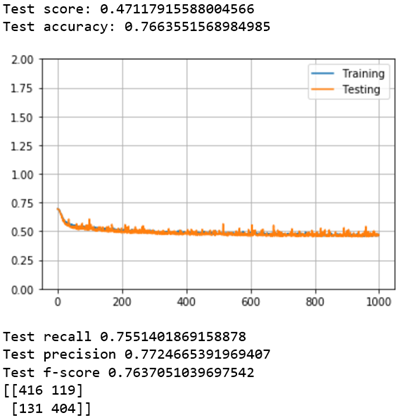 Test score: 0.47117915588004566
Test accuracy: 0.7663551568984985
2.00
Training
Testing
1.75
1.50
1.25
1.00
0.75
0.50
0.25
0.00
0 200 400 600 800 1000
Test recall 0.7551401869158878
Test precision 0.7724665391969407
Test f-score 0.7637051039697542
[[416 119]
[131 404]]